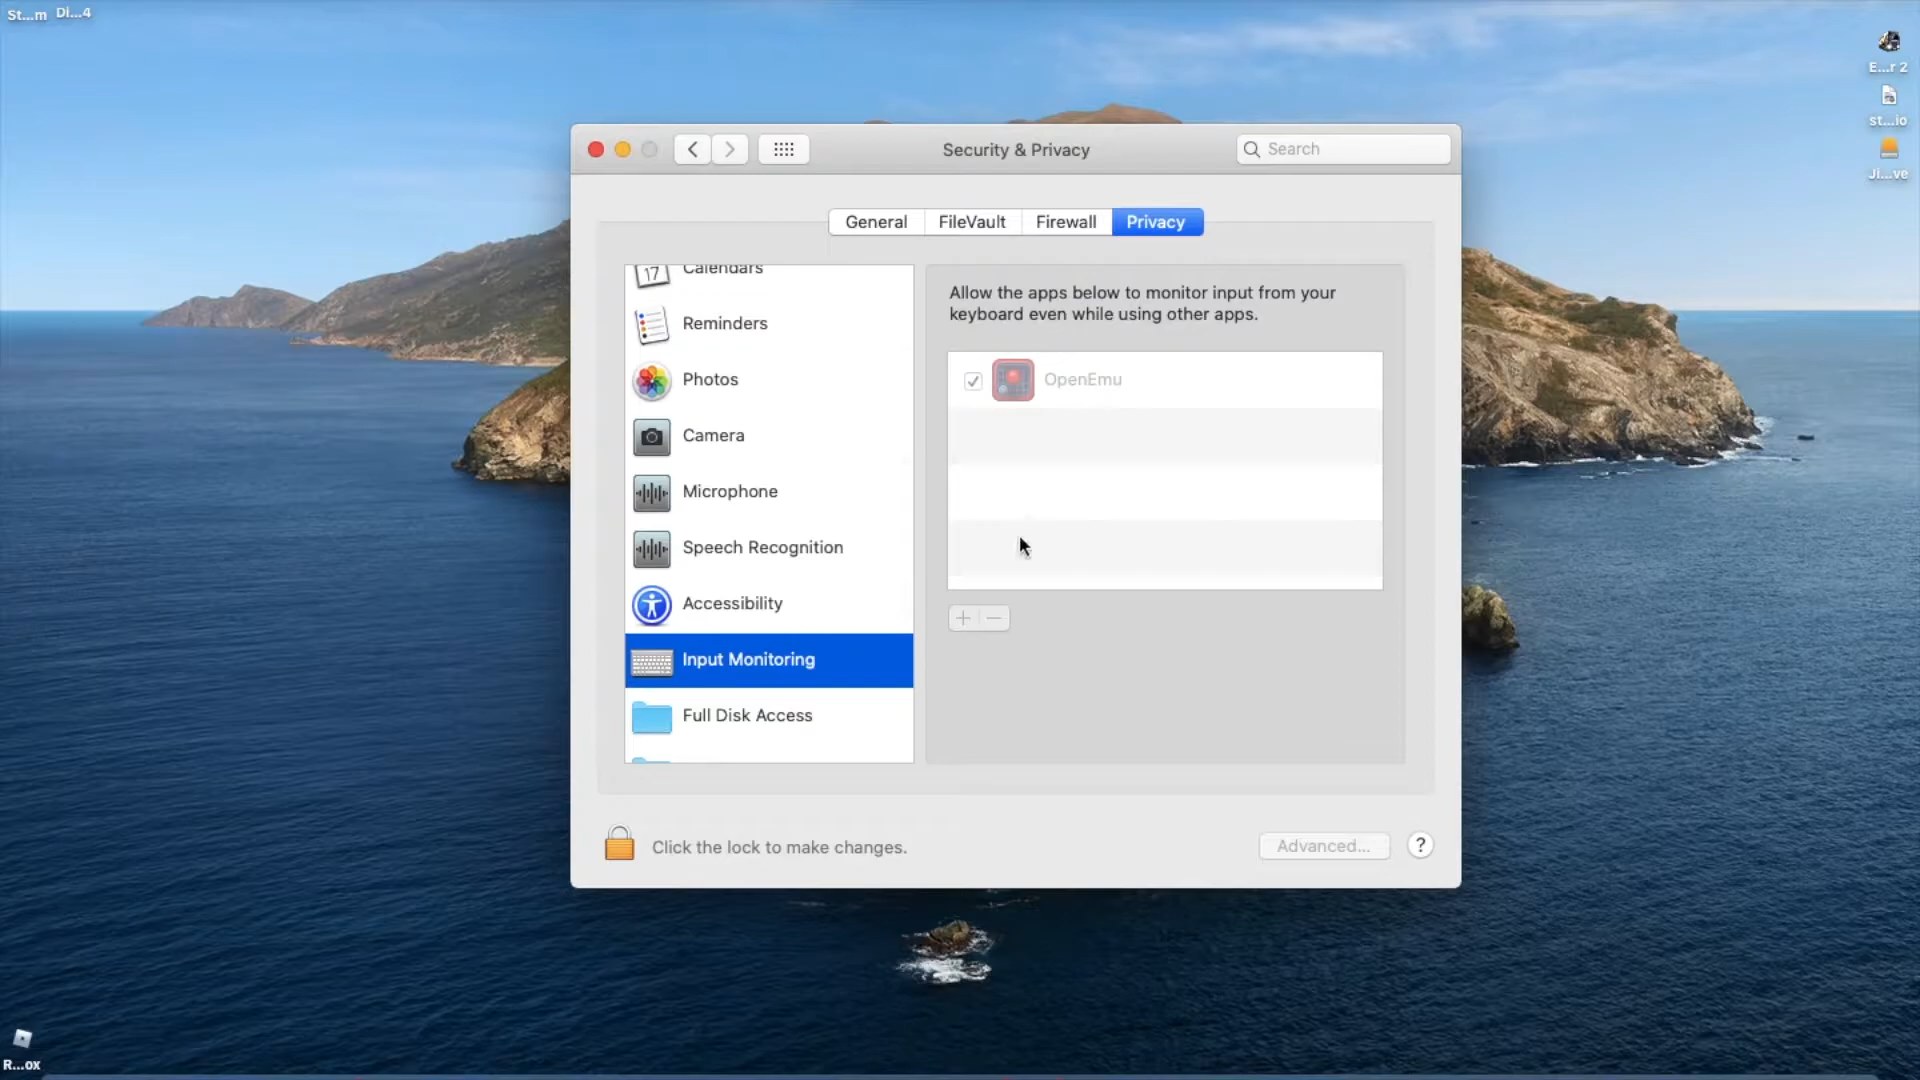 St...m Di...4
E...r 2
st...io
Ji...ve
Security & Privacy
Search
General FileVault Firewall Privacy
17
Calendars
Reminders
Photos
Camera
Microphone
Speech Recognition
Accessibility
Input Monitoring
Full Disk Access
Allow the apps below to monitor input from your
keyboard even while using other apps.
OpenEmu
Click the lock to make changes.
Advanced...
?
R...ox